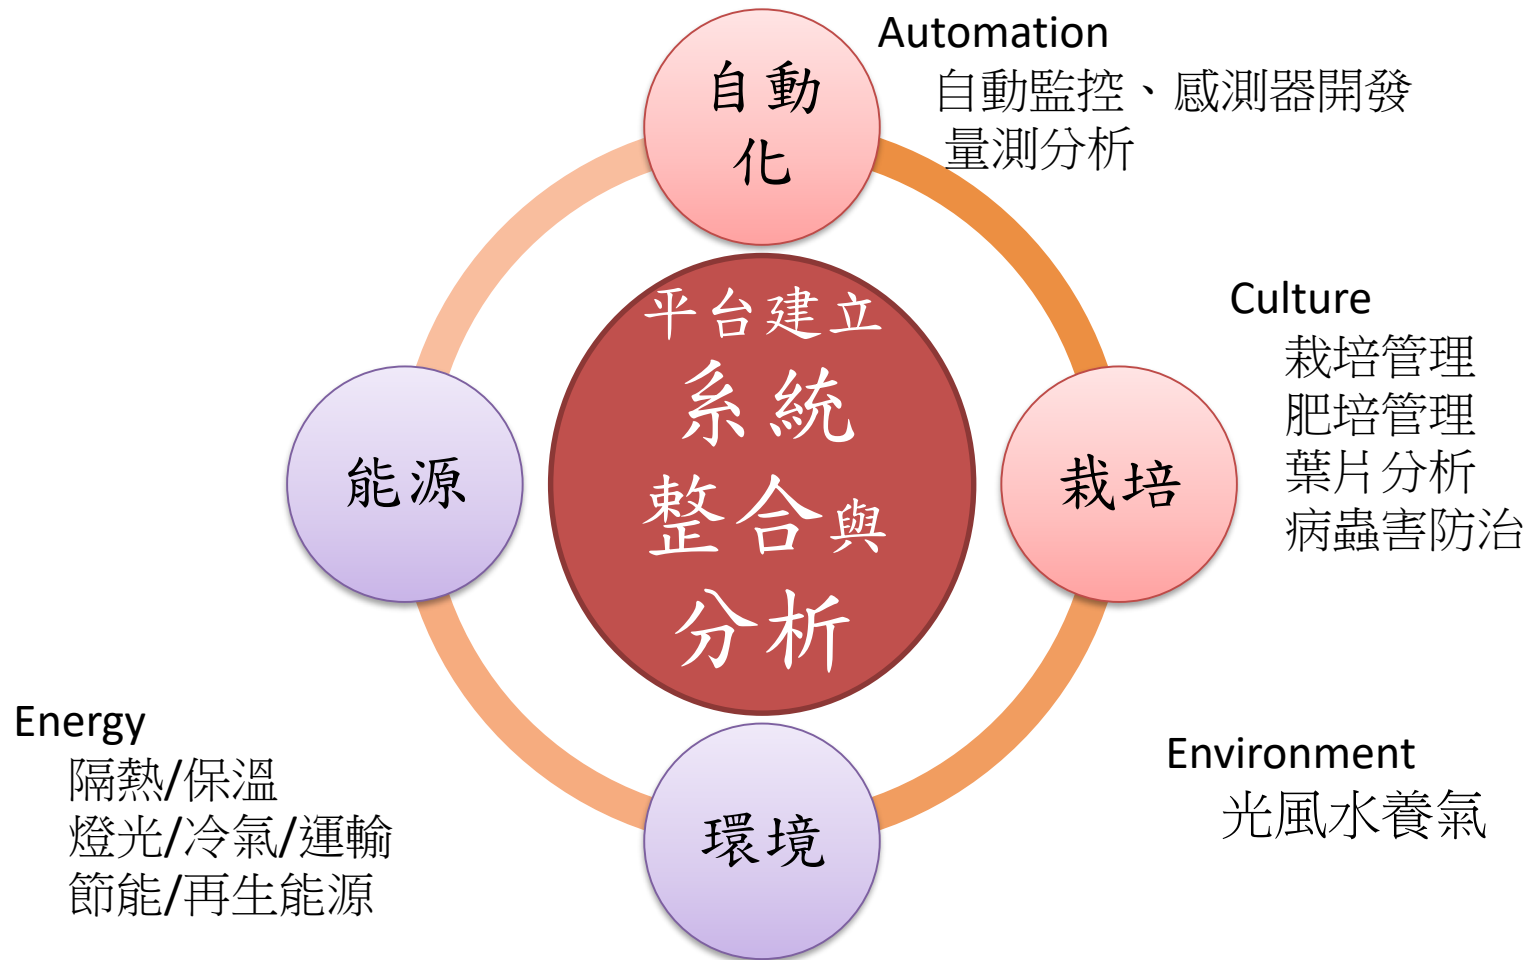 Automation
自動監控、感測器開發
量測分析
自動
化
平台建立
系統
整合與
分析
Culture
栽培管理
肥培管理
葉片分析
病蟲害防治
栽培
能源
Energy
隔熱/保溫
燈光/冷氣/運輸
節能/再生能源
環境
Environment
光風水養氣